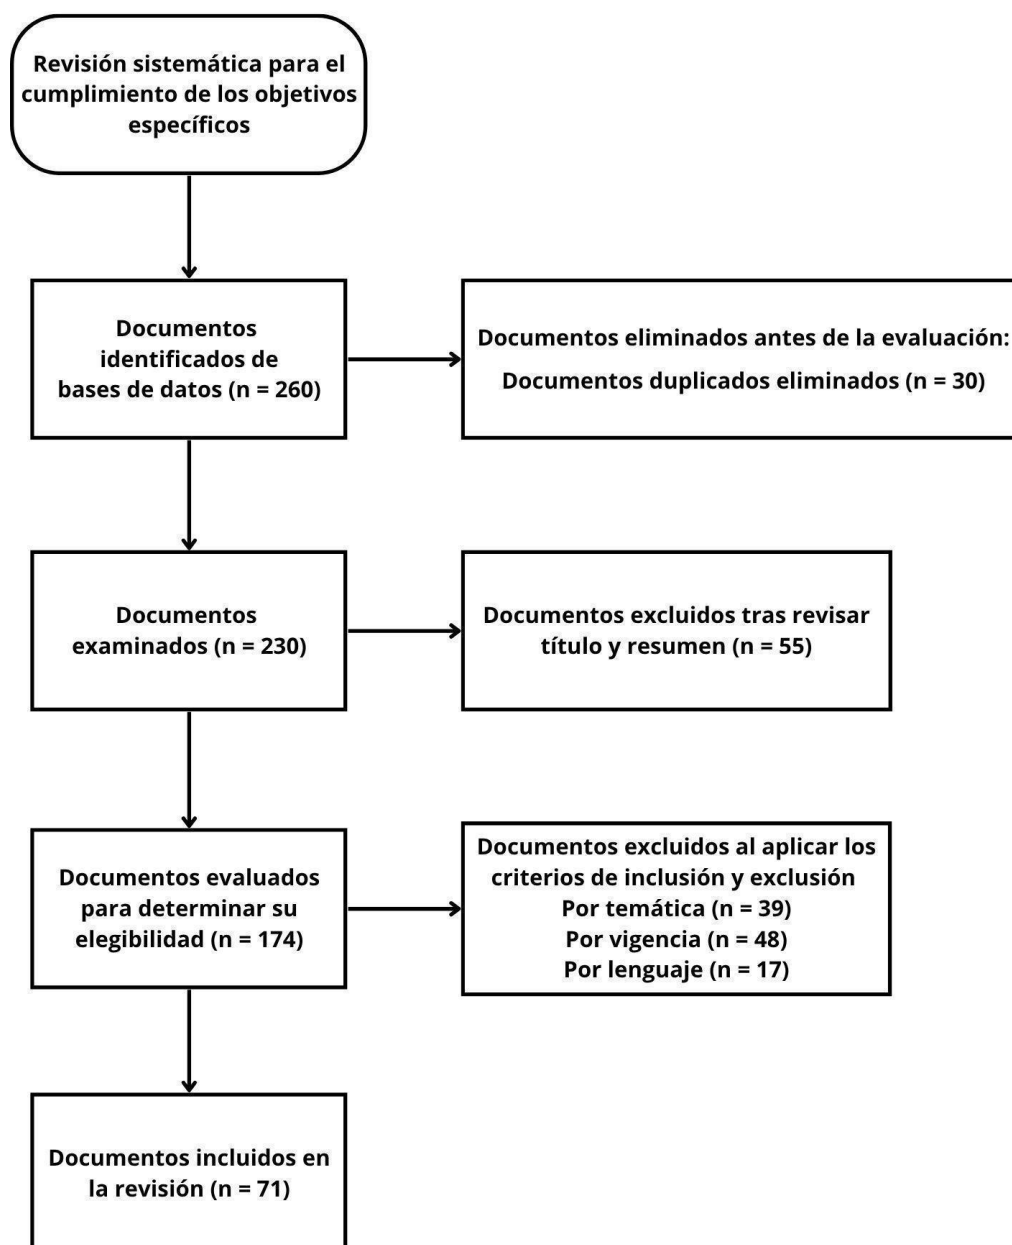 Revisión sistemática para el
cumplimiento de los objetivos
específicos
Documentos
identificados de
bases de datos (n = 260)
Documentos eliminados antes de la evaluación:
Documentos duplicados eliminados (n = 30)
Documentos
examinados (n = 230)
Documentos excluidos tras revisar
título y resumen (n = 55)
Documentos evaluados
para determinar su
elegibilidad (n = 174)
Documentos excluidos al aplicar los
criterios de inclusión y exclusión
Por temática (n = 39)
Por vigencia (n = 48)
Por lenguaje (n = 17)
Documentos incluidos en
la revisión (n = 71)